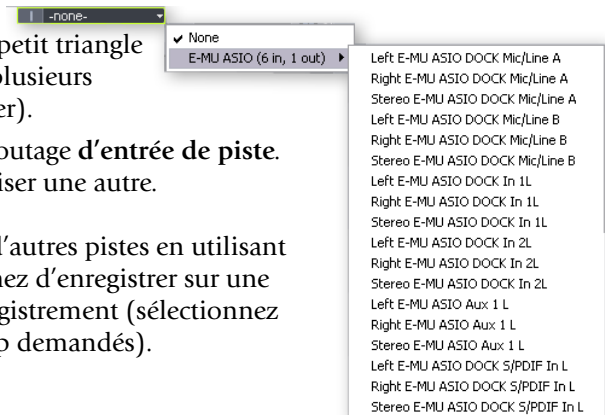 -none-
None
E-MU ASIO (6 in, 1 out)
petit triangle
plusieurs
er).
outage d'entrée de piste.
iser une autre.
l'autres pistes en utilisant
nez d'enregistrer sur une
gistrement (sélectionnez
p demandés).
Left E-MU ASIO DOCK Mic/Line A
Right E-MU ASIO DOCK Mic/Line A
Stereo E-MU ASIO DOCK Mic/Line A
Left E-MU ASIO DOCK Mic/Line B
Right E-MU ASIO DOCK Mic/Line B
Stereo E-MU ASIO DOCK Mic/Line B
Left E-MU ASIO DOCK In 1L
Right E-MU ASIO DOCK In 1L
Stereo E-MU ASIO DOCK In 1L
Left E-MU ASIO DOCK In 2L
Right E-MU ASIO DOCK In 2L
Stereo E-MU ASIO DOCK In 2L
Left E-MU ASIO Aux 1 L
Right E-MU ASIO Aux 1 L
Stereo E-MU ASIO Aux 1 L
Left E-MU ASIO DOCK S/PDIF In L
Right E-MU ASIO DOCK S/PDIF In L
Stereo E-MU ASIO DOCK S/PDIF In L